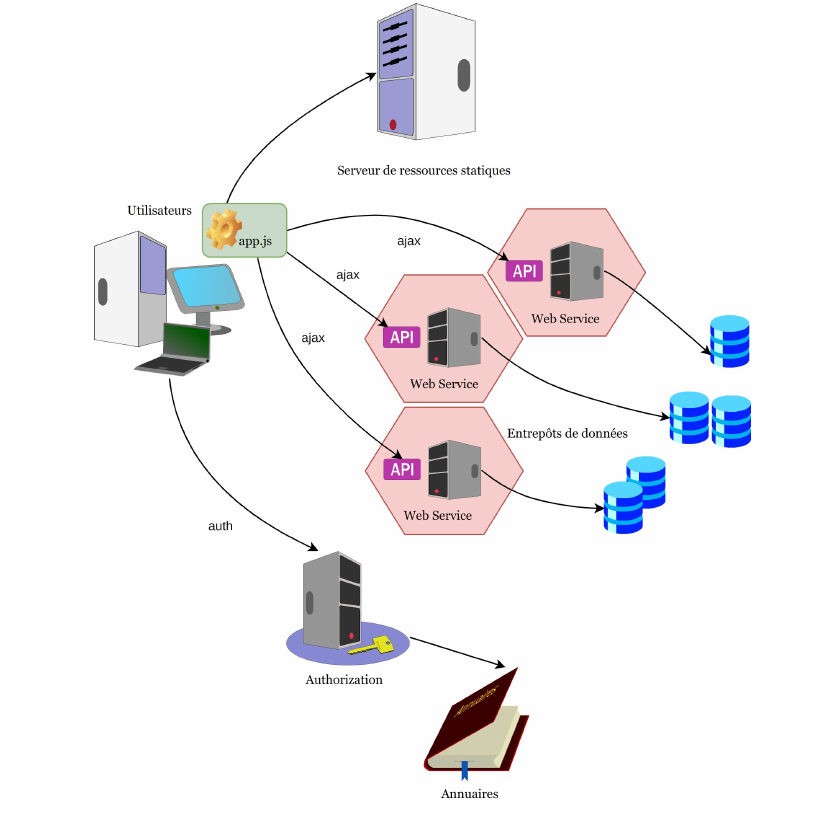 Serveur de ressources statiques
Utilisateurs
app.js
ajax
API
Web Service
ajax
API
Web Service
ajax
API
Web Service
Entrepôts de données
auth
Authorization
Annuaires
Annuaires